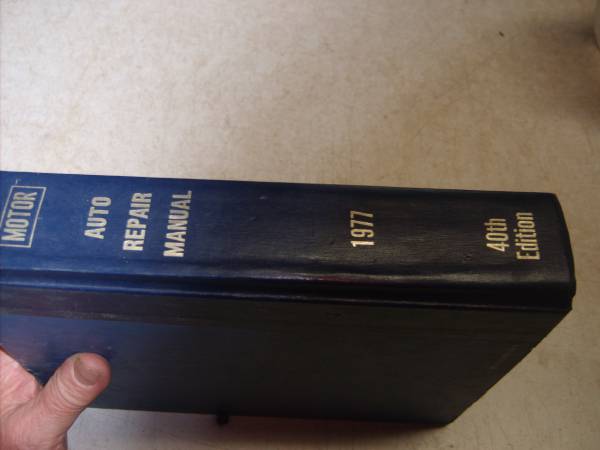 MOTOR
AUTO
REPAIR
MANUAL
1977
40th
Edition